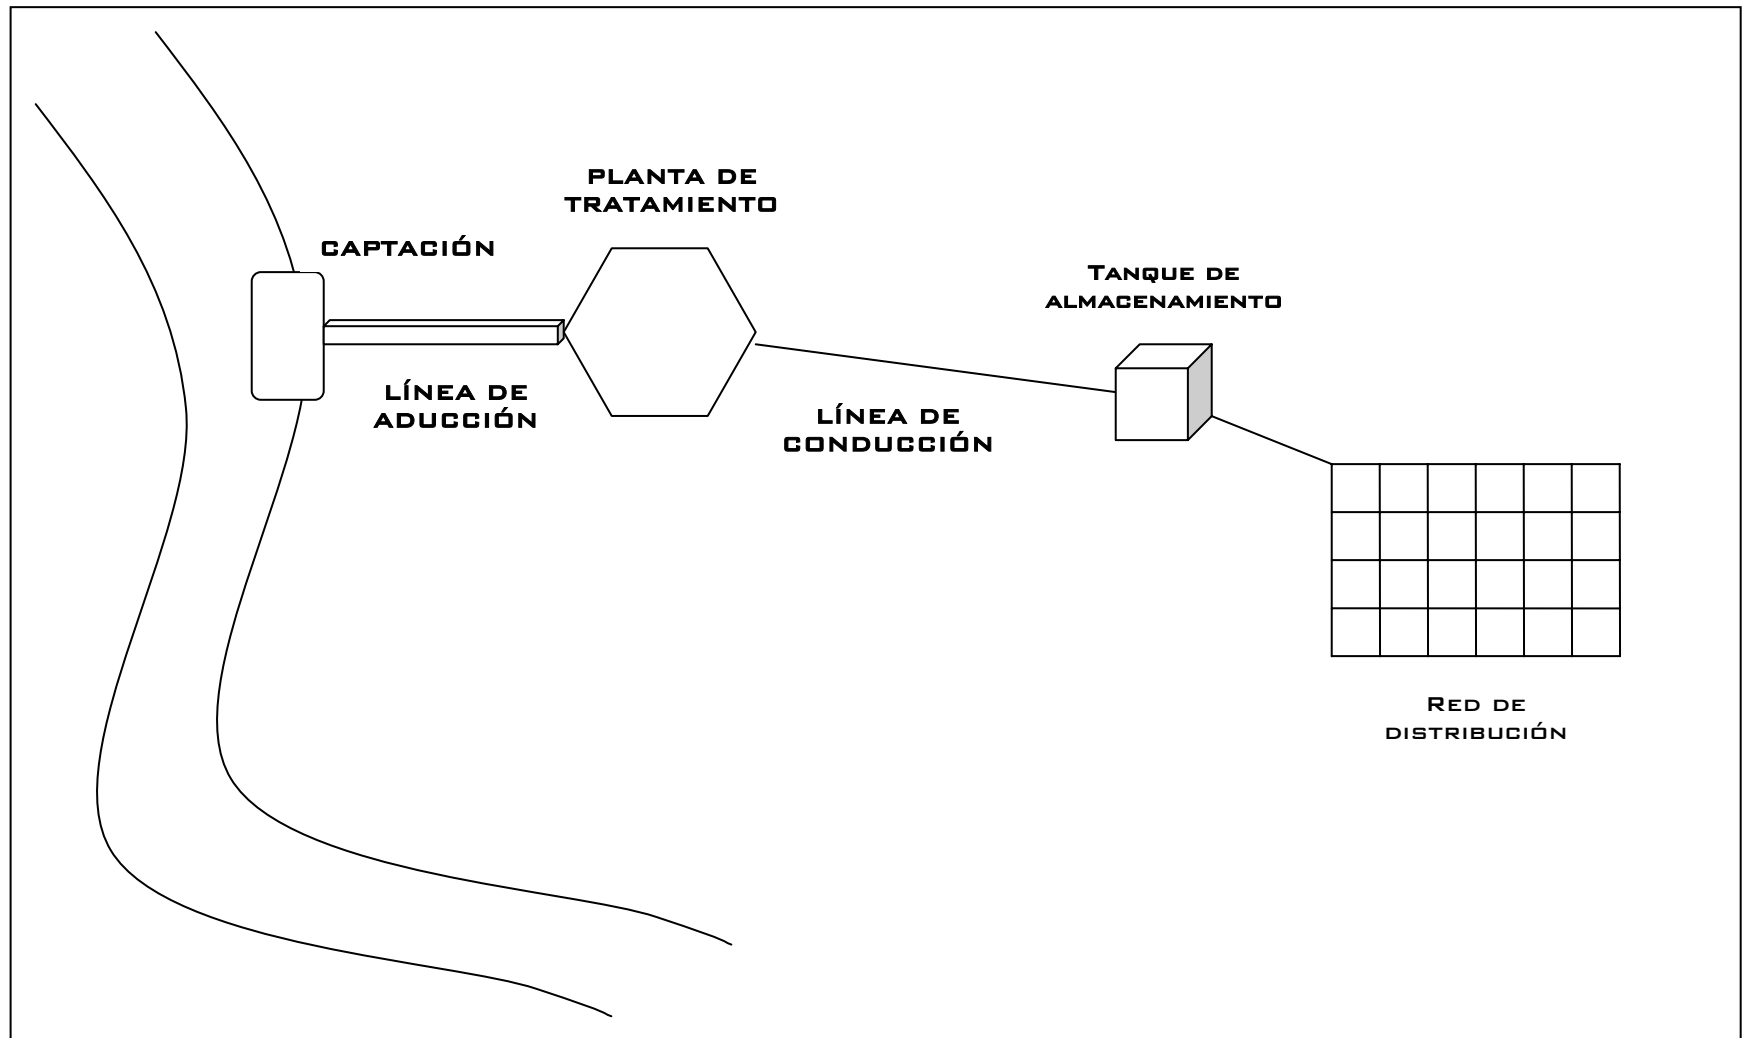 PLANTA DE
TRATAMIENTO
CAPTACIÓN
TANQUE DE
ALMACENAMIENTO
LÍNEA DE
ADUCCIÓN
LÍNEA DE
CONDUCCIÓN
RED DE
DISTRIBUCIÓN